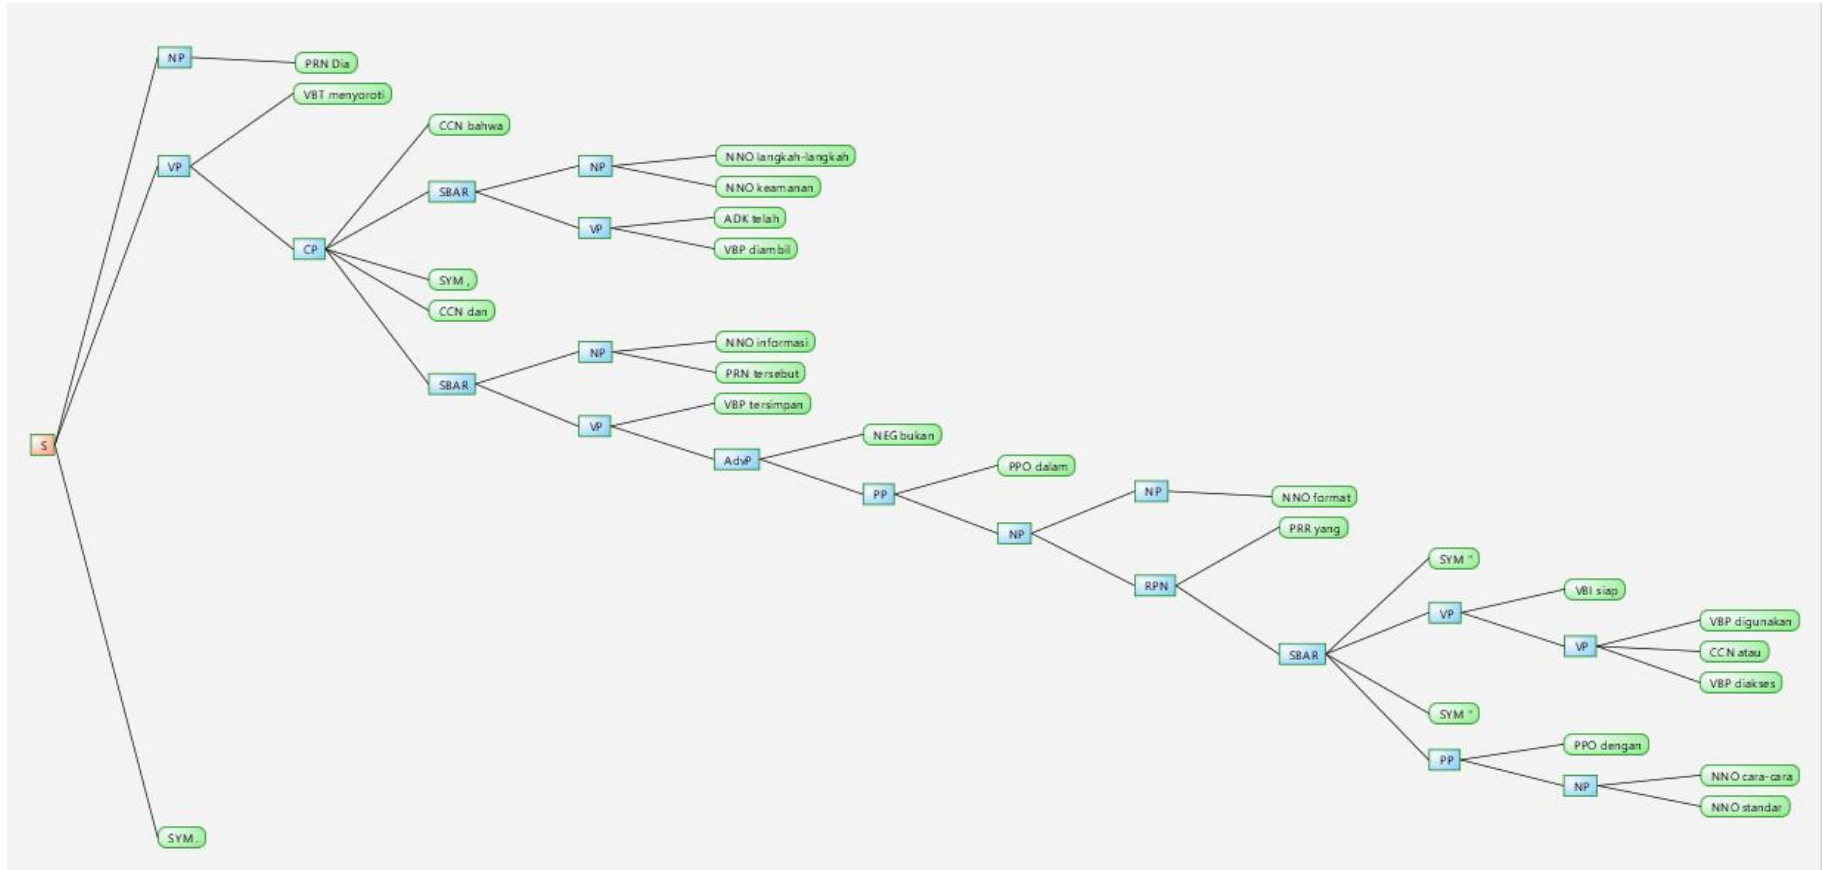 NP
PRN Dia
VBT menyoroti
CCN bahwa
NNO langkah-langkah
VP
NP
NNO keamanan
SBAR
ADK telah
VP
CP
VBP diambil
SYM ,
CCN dan
NNO informasi
NP
PRN tersebut
SBAR
VBP tersimpan
VP
NEG bukan
S
AdvP
PPO dalam
PP
NP
NNO format
NP
PRR yang
SYM "
RPN
VBI siap
VP
VBP digunakan
VP
CCN atau
SBAR
VBP diakses
SYM "
PPO dengan
PP
NNO cara-cara
NP
NNO standar
SYM .